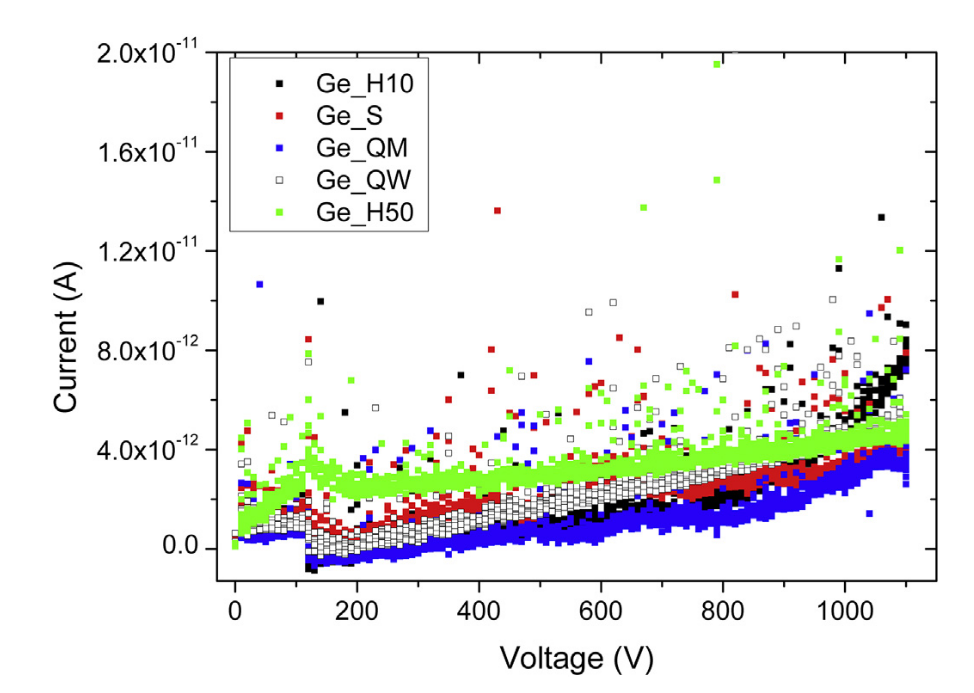 2.0x10⁻¹¹
1.6x10⁻¹¹
1.2x10⁻¹¹
8.0x10⁻¹²
4.0x10⁻¹²
0.0
Current (A)
Ge_H10
Ge_S
Ge_QM
Ge_QW
Ge_H50
0 200 400 600 800 1000
Voltage (V)